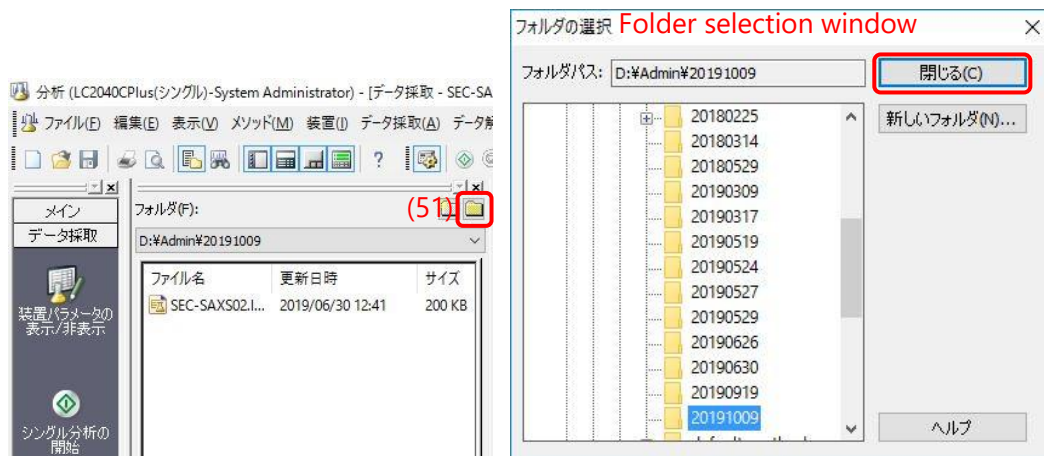 分析 (LC2040CPlus(シングル)-System Administrator) - [データ採取 - SEC-SA
ファイル(F) 編集(E) 表示(V) メソッド(M) 装置(I) データ採取(A) データ解
メイン
データ採取
装置パラメータの
表示/非表示
シングル分析の
開始
フォルダ(F):
(51)
D:¥Admin¥20191009
ファイル名 更新日時 サイズ
SEC-SAXS02.l... 2019/06/30 12:41 200 KB
フォルダの選択 Folder selection window
フォルダパス: D:¥Admin¥20191009
閉じる(C)
新しいフォルダ(N)...
20180225
20180314
20180529
20190309
20190317
20190519
20190524
20190527
20190529
20190626
20190630
20190919
20191009
ヘルプ